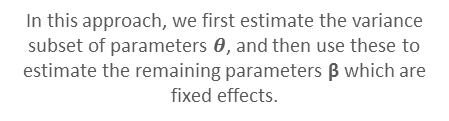 In this approach, we first estimate the variance
subset of parameters θ, and then use these to
estimate the remaining parameters β which are
fixed effects.